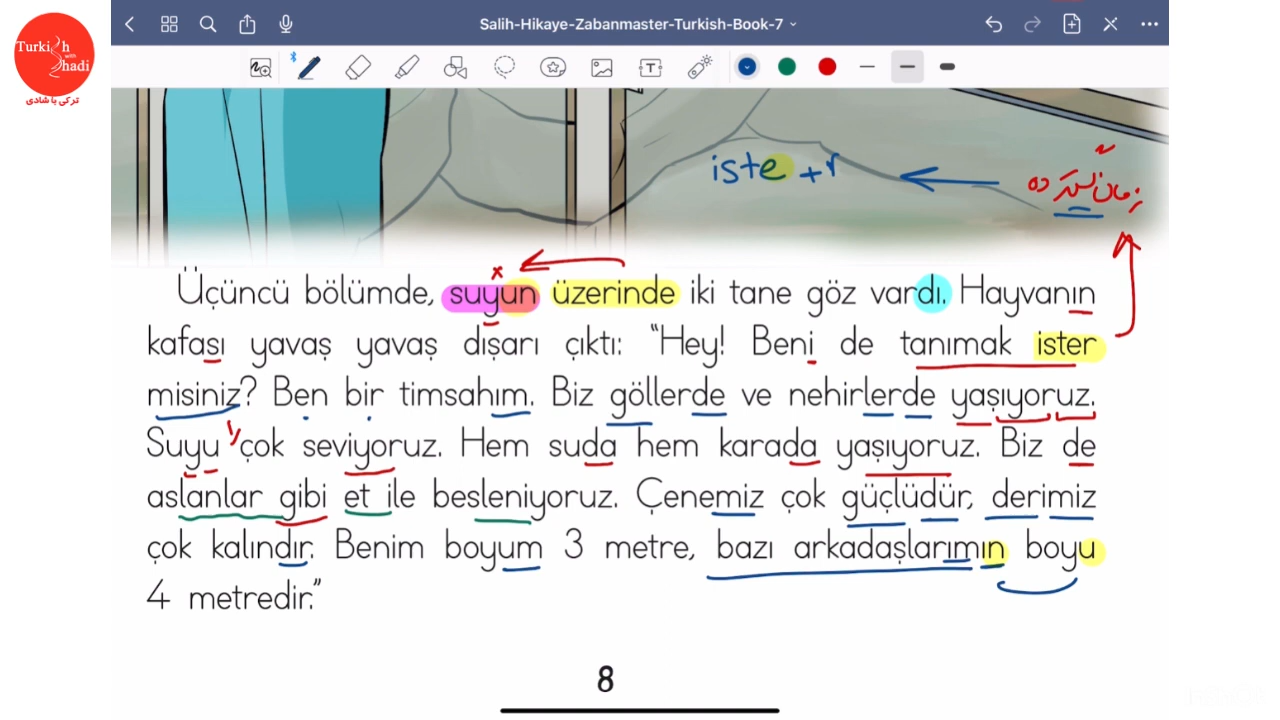 Salih-Hikaye-Zabanmaster-Turkish-Book-7
Turkish
with
Shadi
ترکی با شادی
iste + r
زمان گسترده
Üçüncü bölümde, suyun üzerinde iki tane göz vardı. Hayvanın
kafası yavaş yavaş dışarı çıktı: “Hey! Beni de tanımak ister
misiniz? Ben bir timsahım. Biz göllerde ve nehirlerde yaşıyoruz.
Suyu çok seviyoruz. Hem suda hem karada yaşıyoruz. Biz de
aslanlar gibi et ile besleniyoruz. Çenemiz çok güçlüdür, derimiz
çok kalındır. Benim boyum 3 metre, bazı arkadaşlarımın boyu
4 metredir.”
8